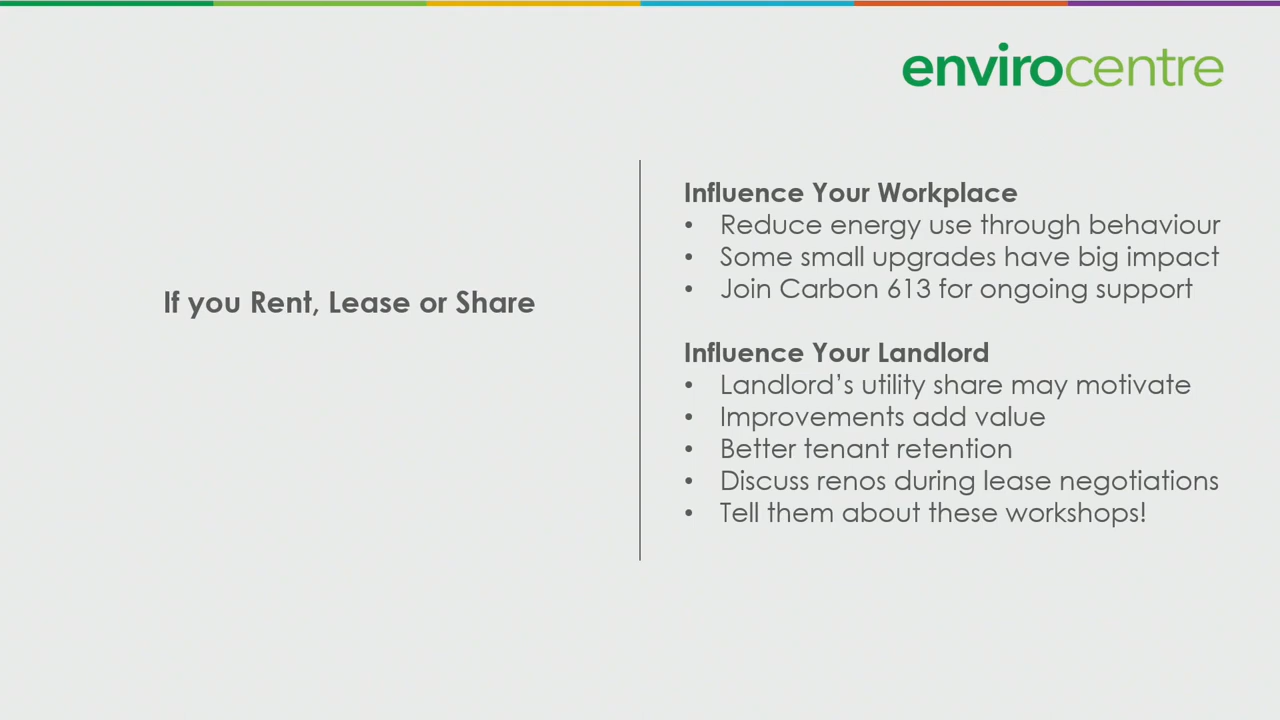 envirocentre
If you Rent, Lease or Share
Influence Your Workplace
• Reduce energy use through behaviour
• Some small upgrades have big impact
• Join Carbon 613 for ongoing support
Influence Your Landlord
• Landlord’s utility share may motivate
• Improvements add value
• Better tenant retention
• Discuss renos during lease negotiations
• Tell them about these workshops!